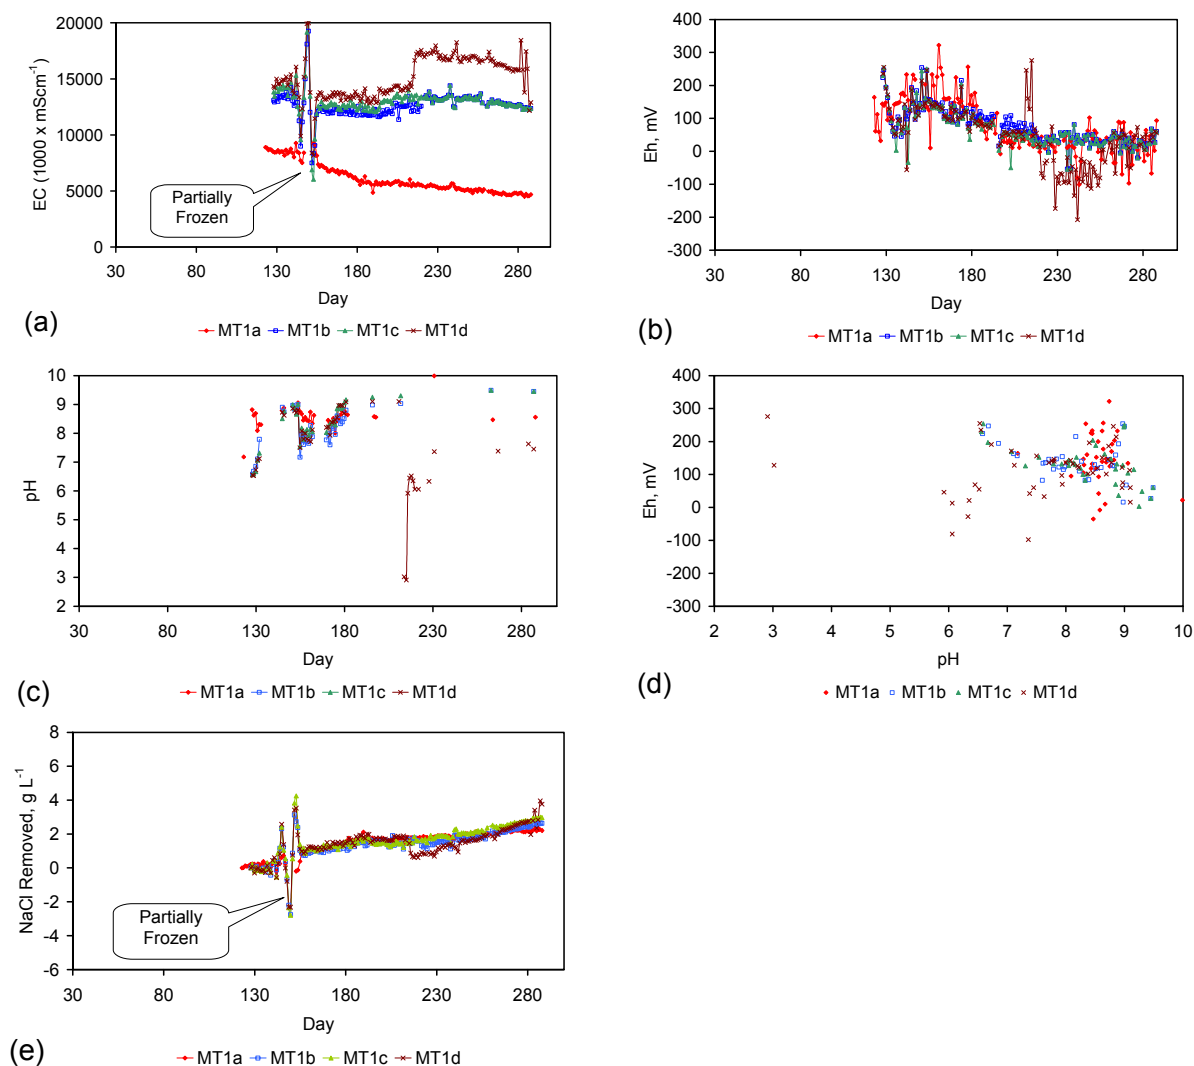 20000
15000
10000
5000
0
EC (1000 x mScm-1)
Partially
Frozen
30 80 130 180 230 280
Day
(a)
MT1a MT1b MT1c MT1d
400
300
200
100
0
-100
-200
-300
Eh, mV
30 80 130 180 230 280
Day
(b)
MT1a MT1b MT1c MT1d
10
9
8
7
6
5
4
3
2
pH
30 80 130 180 230 280
Day
(c)
MT1a MT1b MT1c MT1d
400
300
200
100
0
-100
-200
-300
Eh, mV
2 3 4 5 6 7 8 9 10
pH
(d)
MT1a MT1b MT1c MT1d
8
6
4
2
0
-2
-4
-6
NaCl Removed, g L-1
Partially
Frozen
30 80 130 180 230 280
Day
(e)
MT1a MT1b MT1c MT1d